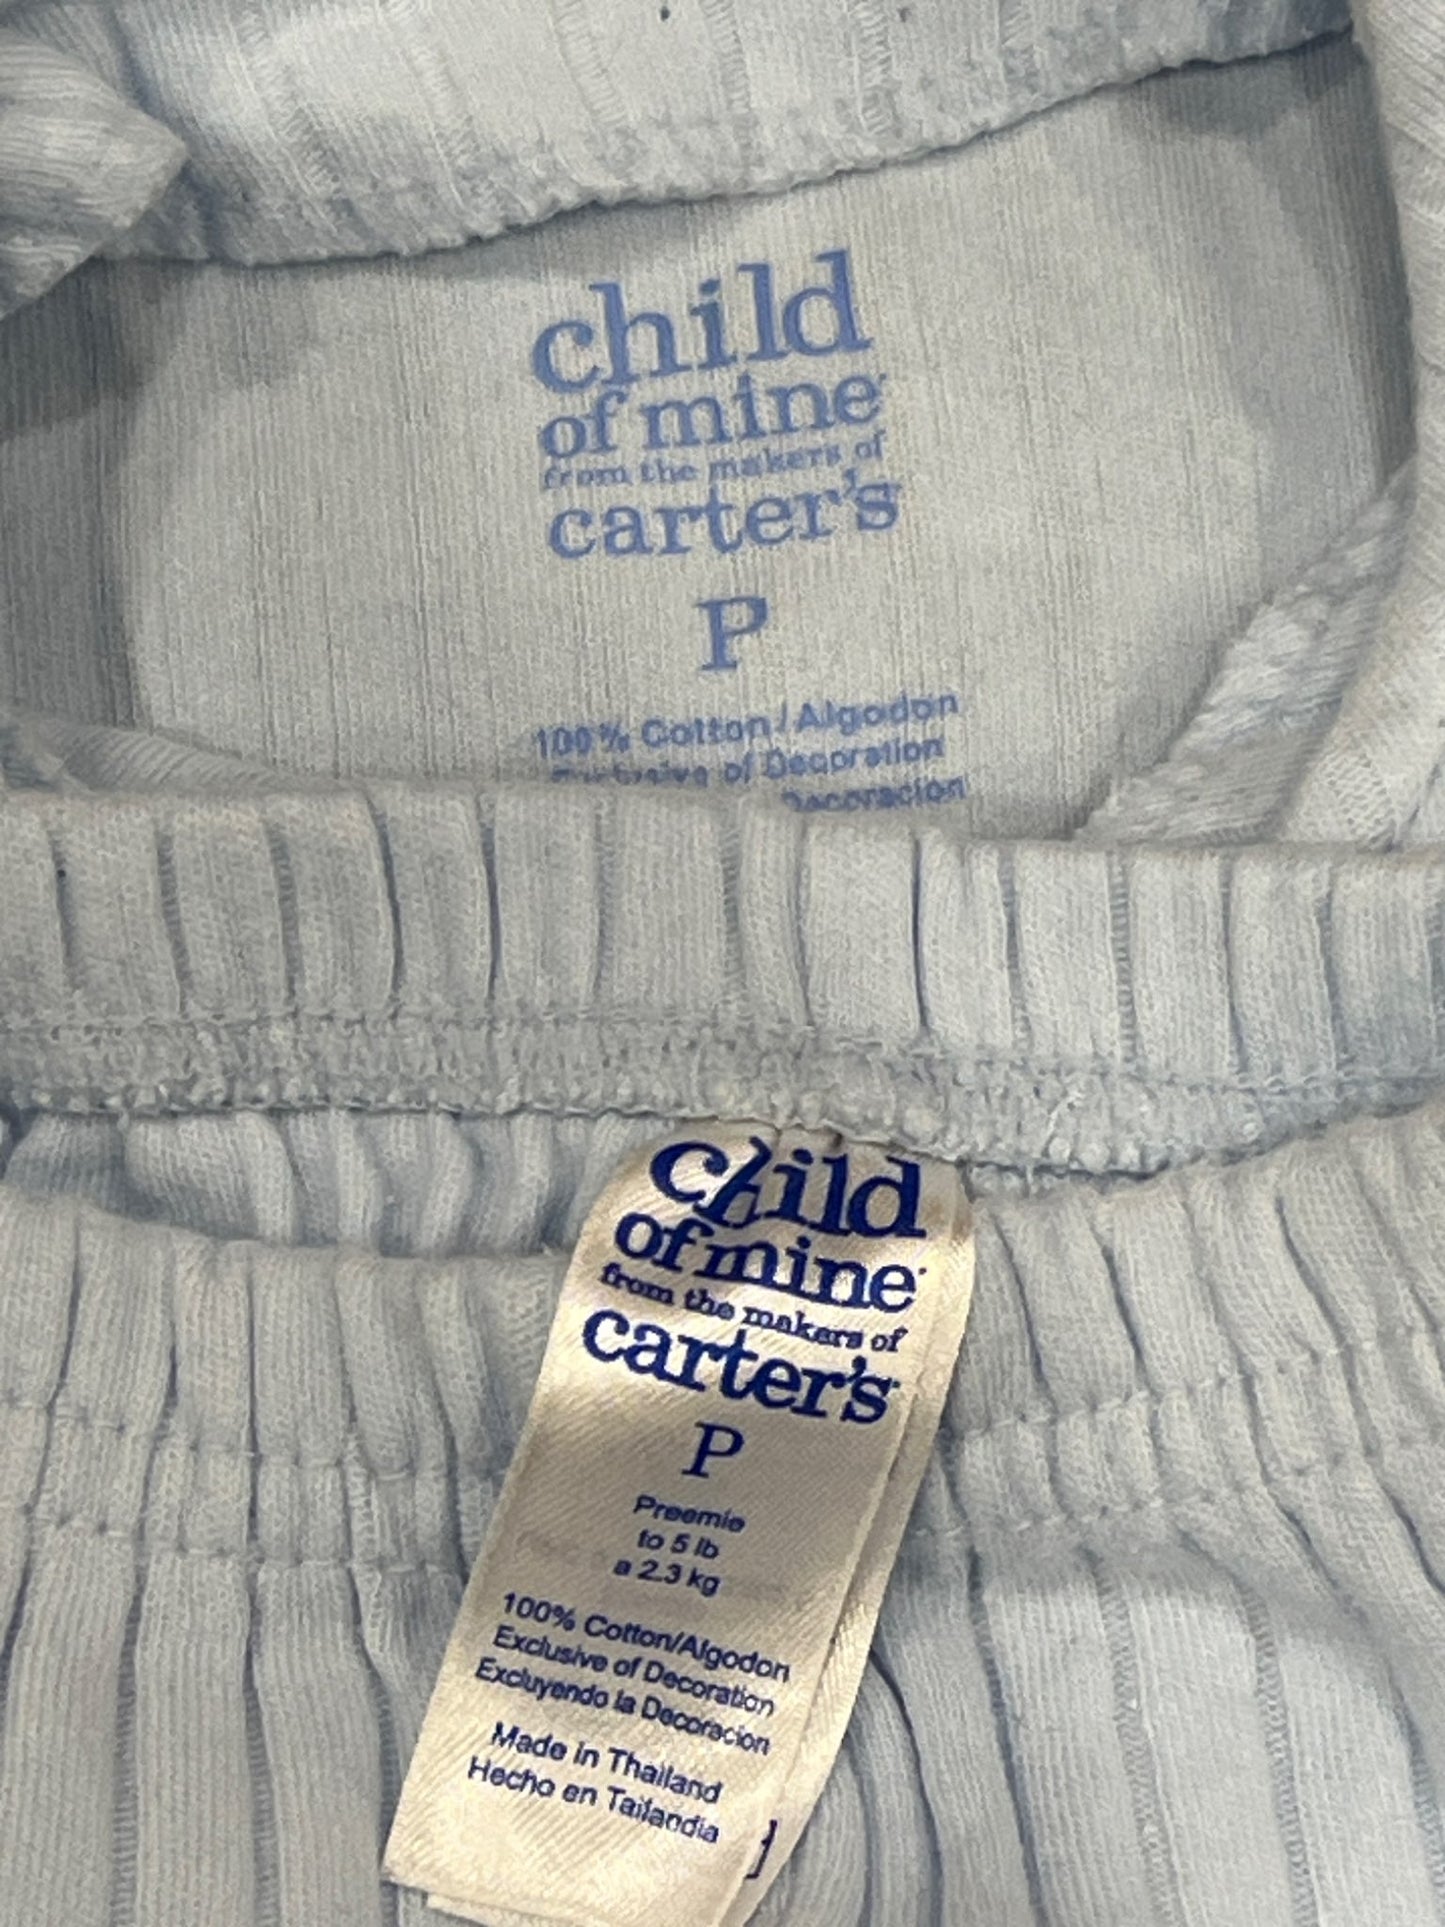 child
of mine
from the makers of
carter's
P
100% Cotton/Algodon
Exclusive of Decoration
Decoracion
child
of mine
from the makers of
carter's
P
Preemie
to 5 lb
a 2.3 kg
100% Cotton/Algodon
Exclusive of Decoration
Excluyendo la Decoracion
Made in Thailand
Hecho en Tailandia